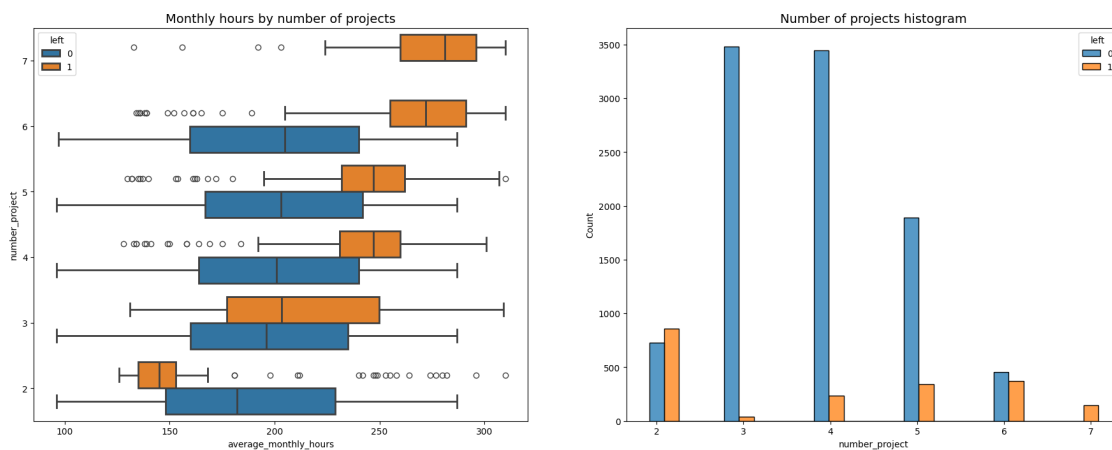 Monthly hours by number of projects
left
0
1
7
6
5
4
3
2
number_project
100 150 200 250 300
average_monthly_hours
Number of projects histogram
left
0
1
3500
3000
2500
2000
1500
1000
500
0
Count
2 3 4 5 6 7
number_project